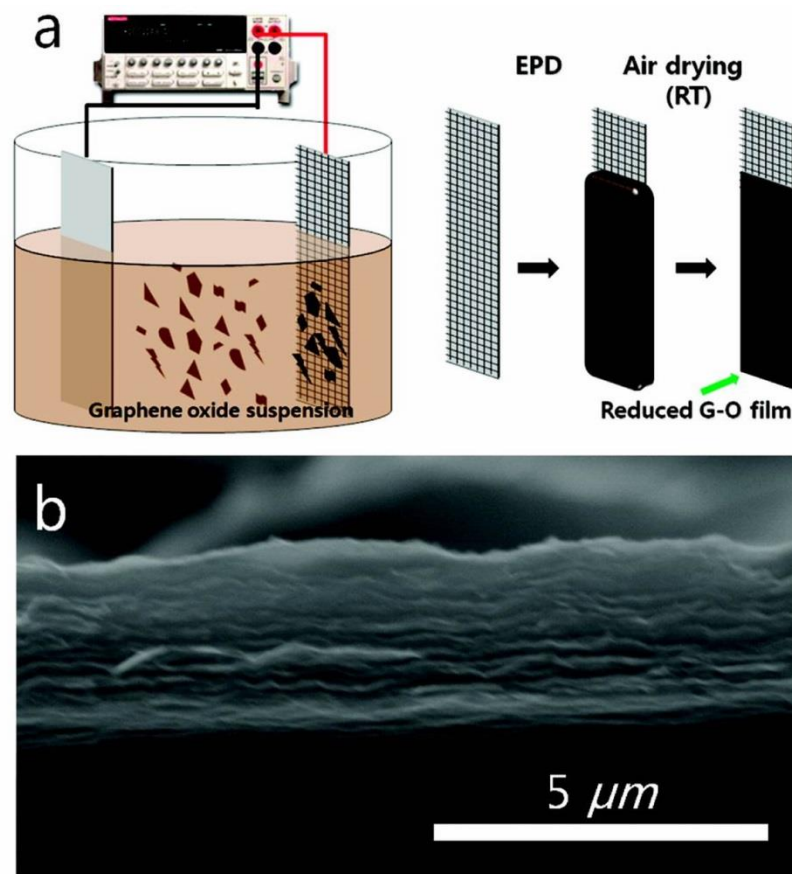 a
EPD
Air drying
(RT)
Graphene oxide suspension
Reduced G-O film
b
5 μm